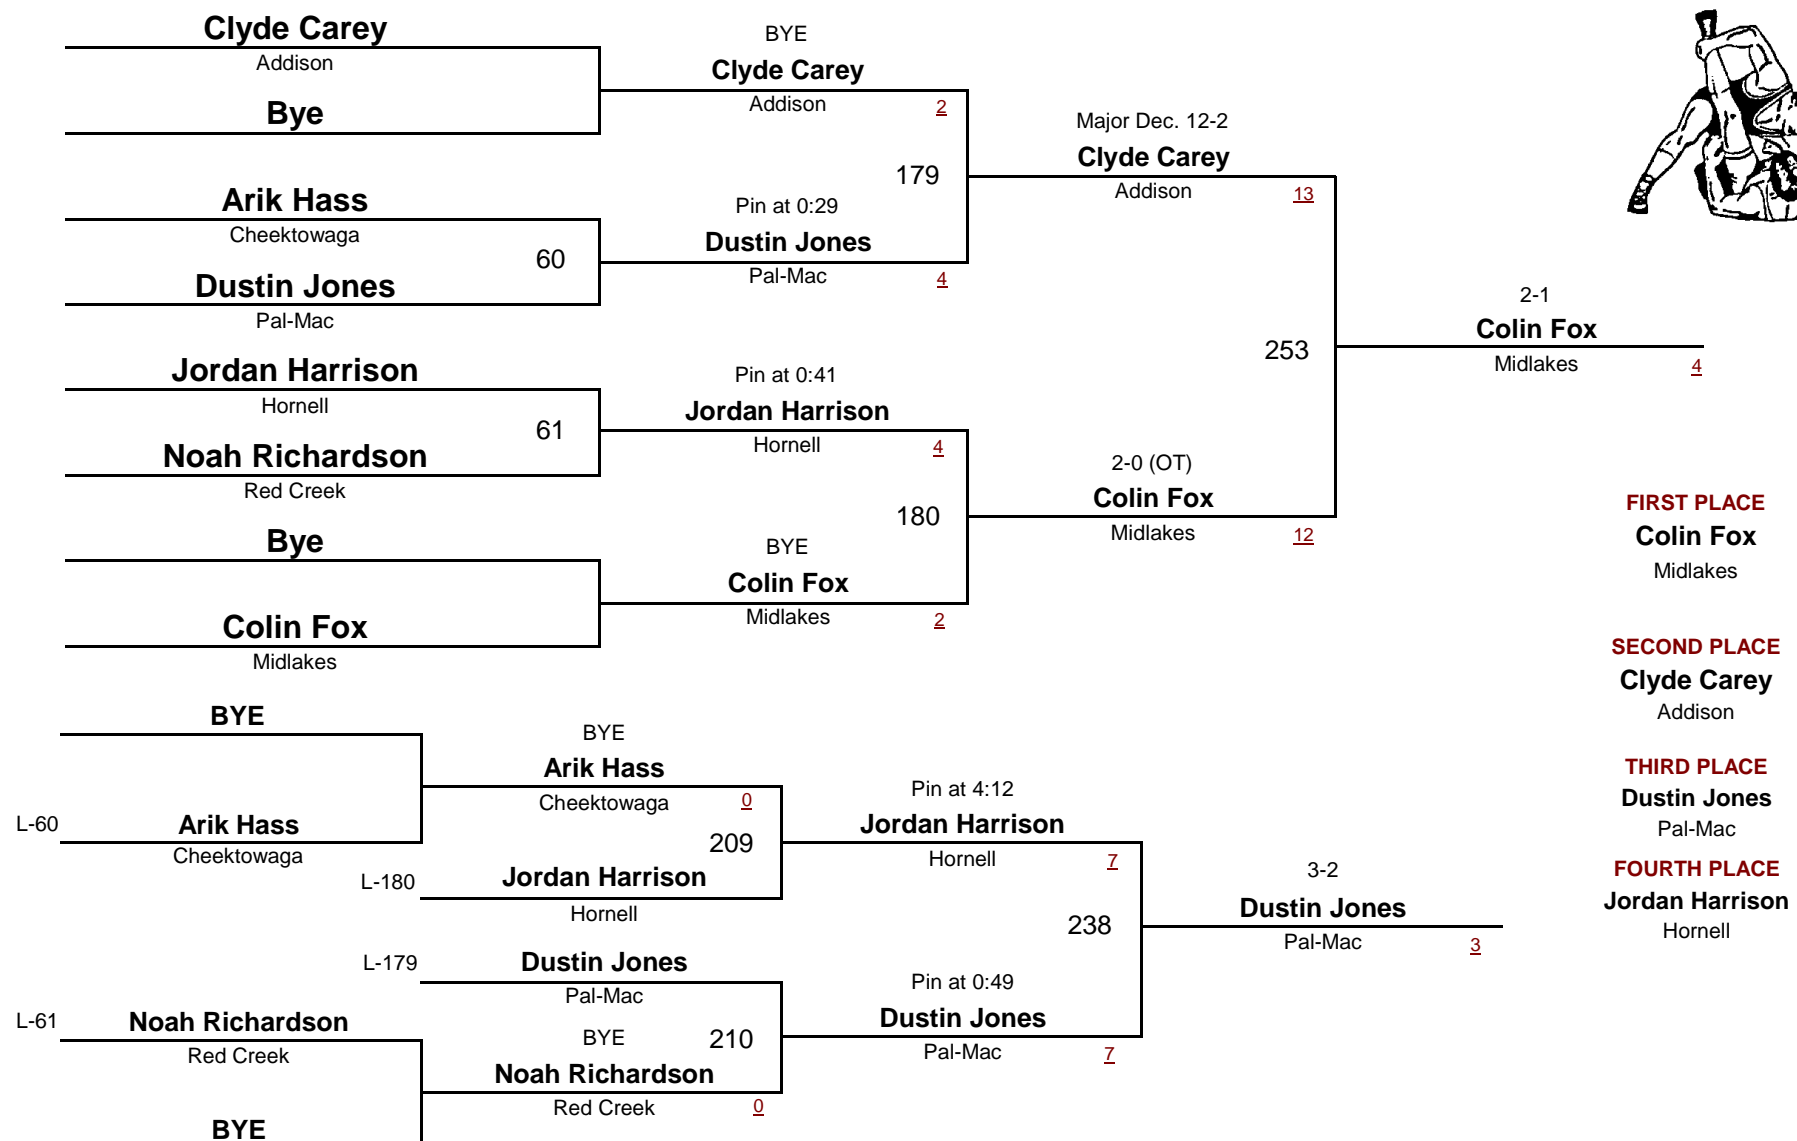 Clyde Carey
Addison
Bye
Arik Hass
Cheektowaga
60
Dustin Jones
Pal-Mac
Jordan Harrison
Hornell
61
Noah Richardson
Red Creek
Bye
Colin Fox
Midlakes
BYE
Clyde Carey
Addison
2
179
Pin at 0:29
Dustin Jones
Pal-Mac
4
Pin at 0:41
Jordan Harrison
Hornell
4
180
BYE
Colin Fox
Midlakes
2
Major Dec. 12-2
Clyde Carey
Addison
13
253
2-0 (OT)
Colin Fox
Midlakes
12
2-1
Colin Fox
Midlakes
4
FIRST PLACE
Colin Fox
Midlakes
SECOND PLACE
Clyde Carey
Addison
THIRD PLACE
Dustin Jones
Pal-Mac
FOURTH PLACE
Jordan Harrison
Hornell
BYE
L-60
Arik Hass
Cheektowaga
BYE
Arik Hass
Cheektowaga
0
209
L-180
Jordan Harrison
Hornell
L-179
Dustin Jones
Pal-Mac
L-61
Noah Richardson
Red Creek
BYE
210
Noah Richardson
Red Creek
0
BYE
Pin at 4:12
Jordan Harrison
Hornell
7
238
Pin at 0:49
Dustin Jones
Pal-Mac
7
3-2
Dustin Jones
Pal-Mac
3